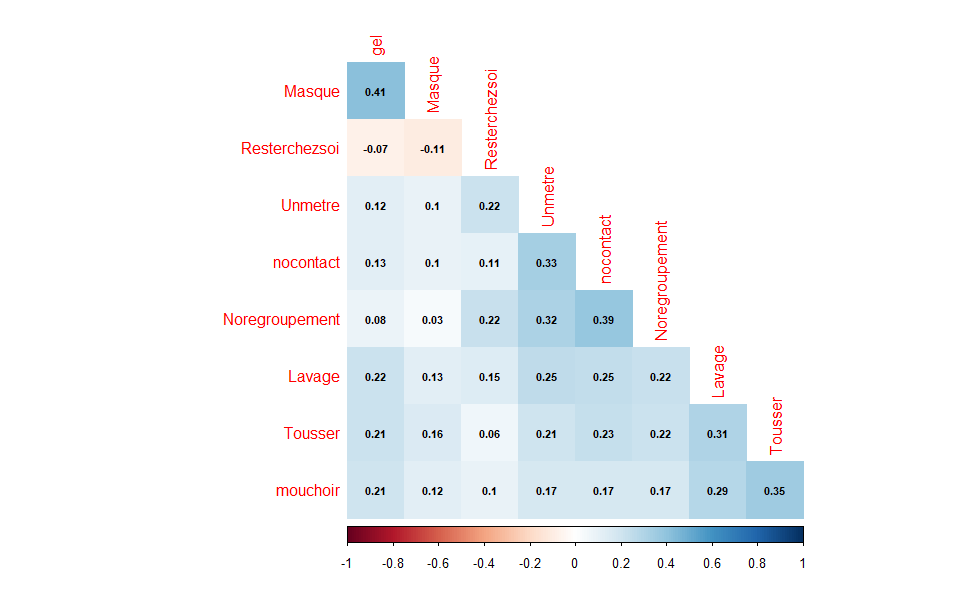 gel
Masque 0.41 Masque
Resterchezsoi -0.07 -0.11 Resterchezsoi
Unmetre 0.12 0.1 0.22 Unmetre
nocontact 0.13 0.1 0.11 0.33 nocontact
Noregroupement 0.08 0.03 0.22 0.32 0.39 Noregroupement
Lavage 0.22 0.13 0.15 0.25 0.25 0.22 Lavage
Tousser 0.21 0.16 0.06 0.21 0.23 0.22 0.31 Tousser
mouchoir 0.21 0.12 0.1 0.17 0.17 0.17 0.29 0.35
-1 -0.8 -0.6 -0.4 -0.2 0 0.2 0.4 0.6 0.8 1